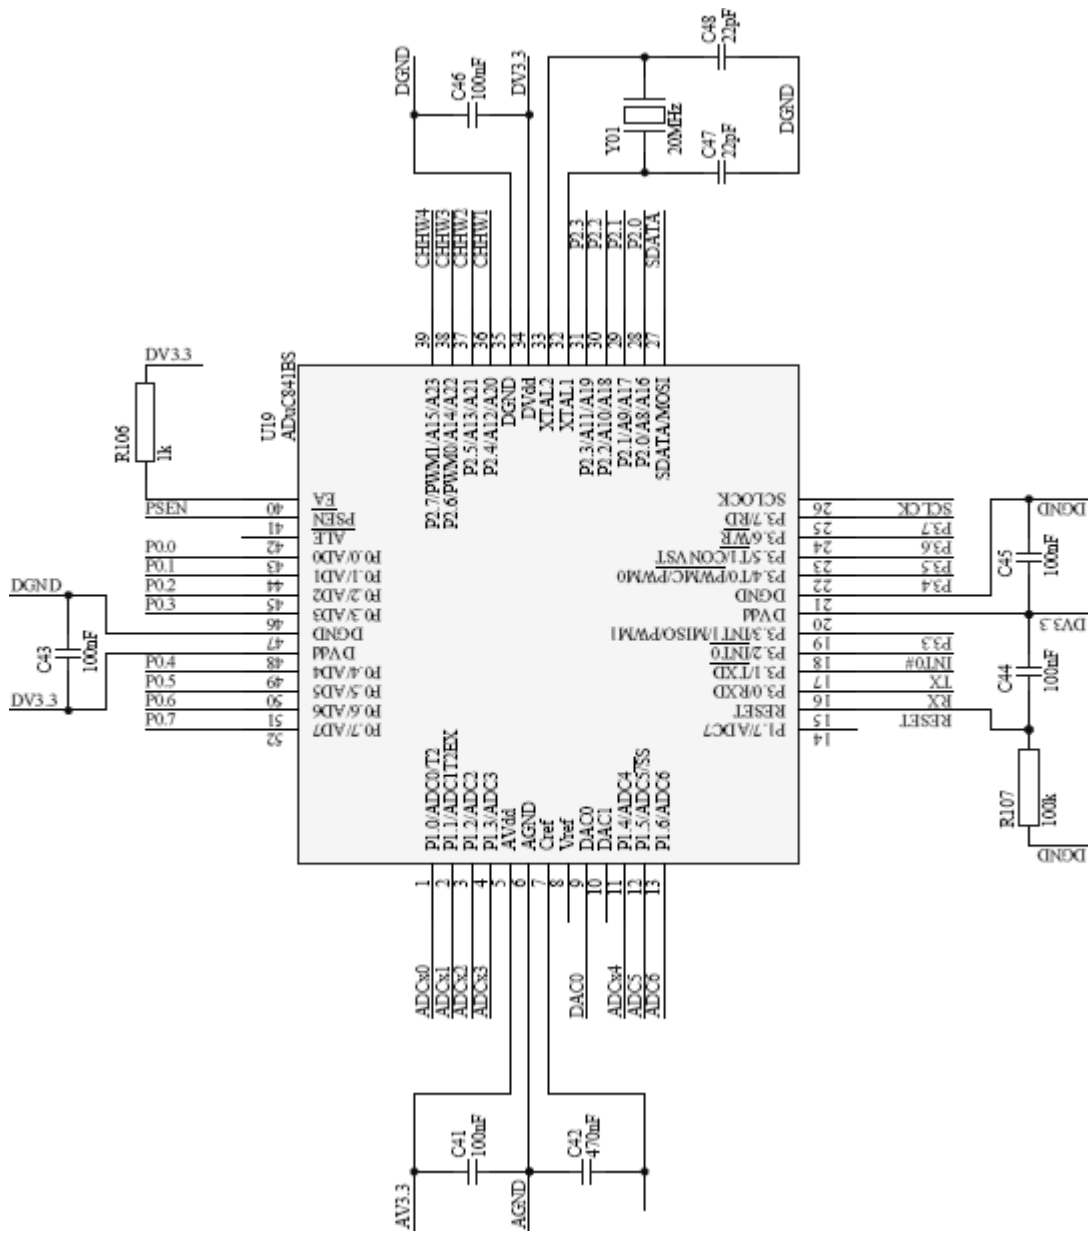 DGND
C46
100nF
DV3.3
C48
22pF
Y01
20MHz
C47
22pF
DGND
CHHW4
CHHW3
CHHW2
CHHW1
P2.3
P2.2
P2.1
P2.0
SDATA
39
38
37
36
35
34
33
32
31
30
29
28
27
DV3.3
R106
1k
U19
ADuC841BS
P2.7/PWM1/A15/A23
P2.6/PWM0/A14/A22
P2.5/A13/A21
P2.4/A12/A20
DGND
DVdd
XTAL2
XTAL1
P2.3/A11/A19
P2.2/A10/A18
P2.1/A9/A17
P2.0/A8/A16
SDATA/MOSI
PSEN
P0.0
P0.1
P0.2
P0.3
DGND
C43
100nF
DV3.3
P0.4
P0.5
P0.6
P0.7
40
41
42
43
44
45
46
47
48
49
50
51
52
EA
PSEN
ALE
P0.0/AD0
P0.1/AD1
P0.2/AD2
P0.3/AD3
DGND
DVdd
P0.4/AD4
P0.5/AD5
P0.6/AD6
P0.7/AD7
SCLOCK
P3.7/RD
P3.6/WR
P3.5/T1/CONVST
P3.4/T0/PWMC/PWM0
DGND
DVdd
P3.3/INT1/MISO/PWM1
P3.2/INT0
P3.1/TXD
P3.0/RXD
RESET
P1.7/ADC7
26
25
24
23
22
21
20
19
18
17
16
15
14
SCLCK
P3.7
P3.6
P3.5
P3.4
P3.3
INT0#
TX
RX
RESET
DGND
C45
100nF
DV3.3
C44
100nF
R107
100k
DGND
P1.0/ADC0/T2
P1.1/ADC1T2EX
P1.2/ADC2
P1.3/ADC3
AVdd
AGND
Cref
Vref
DAC0
DAC1
P1.4/ADC4
P1.5/ADC5/SS
P1.6/ADC6
1
2
3
4
5
6
7
8
9
10
11
12
13
ADCx0
ADCx1
ADCx2
ADCx3
DAC0
ADCx4
ADC5
ADC6
AV3.3
C41
100nF
AGND
C42
470nF